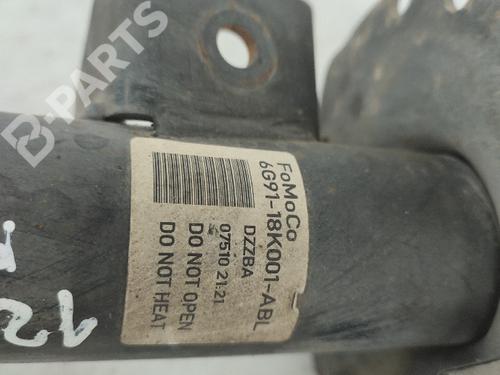 FoMoCo
6G91-18K001-ABL
DZZBA
07510 21:21
DO NOT OPEN
DO NOT HEAT
B-PARTS